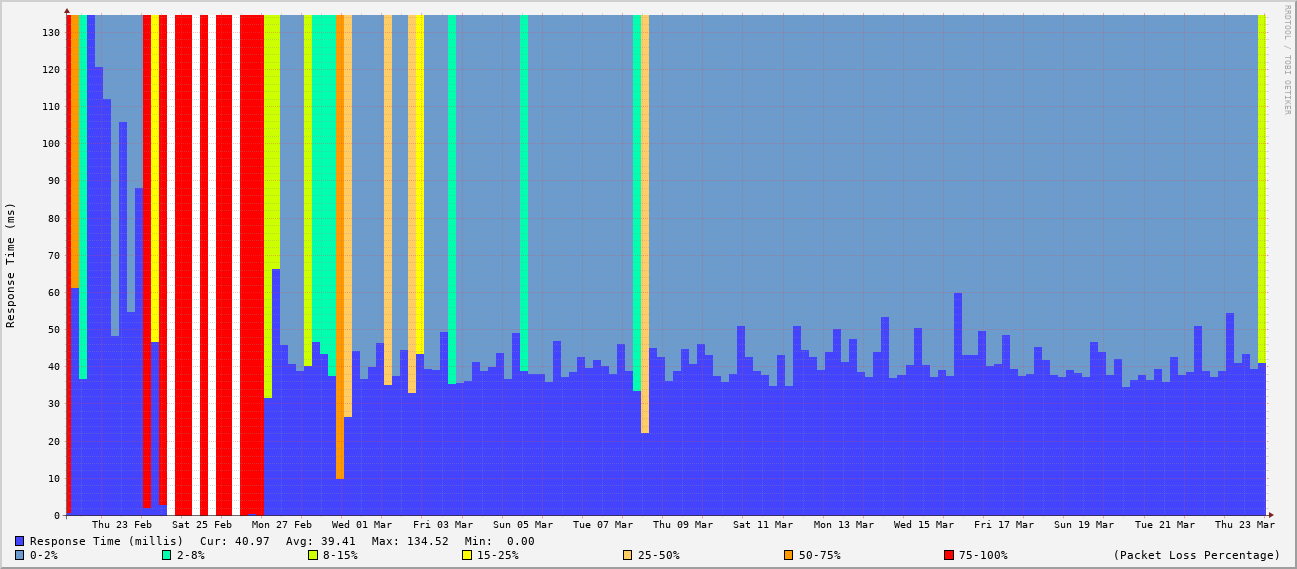 RRDTOOL / TOBI OETIKER
Response Time (ms)
130
120
110
100
90
80
70
60
50
40
30
20
10
0
Thu 23 Feb Sat 25 Feb Mon 27 Feb Wed 01 Mar Fri 03 Mar Sun 05 Mar Tue 07 Mar Thu 09 Mar Sat 11 Mar Mon 13 Mar Wed 15 Mar Fri 17 Mar Sun 19 Mar Tue 21 Mar Thu 23 Mar
Response Time (millis) Cur: 40.97 Avg: 39.41 Max: 134.52 Min: 0.00
0-2% 2-8% 8-15% 15-25% 25-50% 50-75% 75-100% (Packet Loss Percentage)